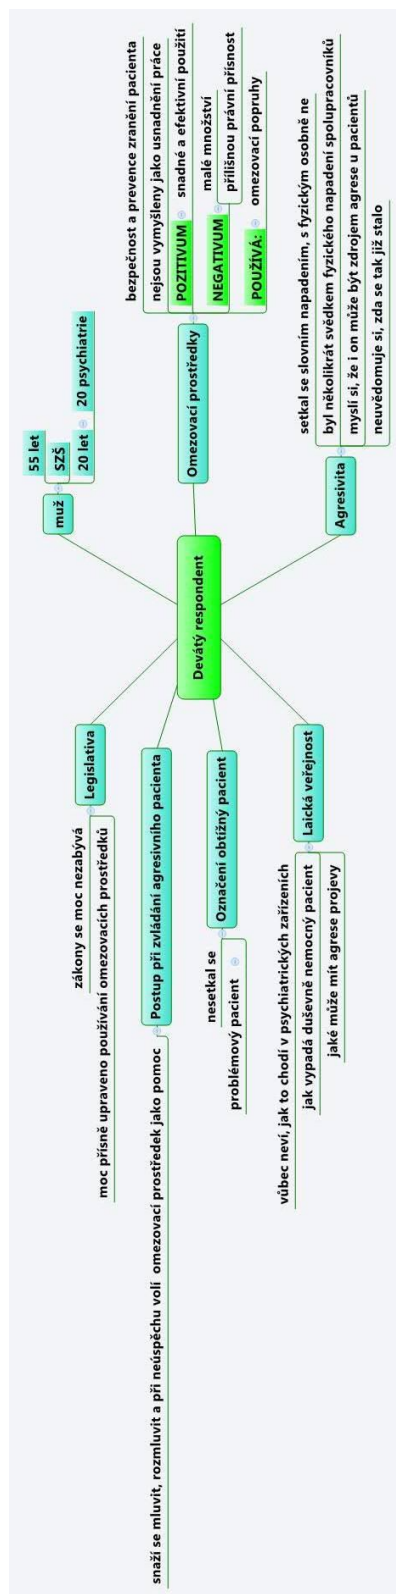 Devátý respondent
muž
55 let
SZŠ
20 let
20 psychiatrie
Omezovací prostředky
bezpečnost a prevence zranění pacienta
nejsou vymyšleny jako usnadnění práce
POZITIVUM
snadné a efektivní použití
NEGATIVUM
malé množství
přílišnou právní přísnost
POUŽÍVÁ:
omezovací popruhy
Agresivita
setkal se slovním napadením, s fyzickým osobně ne
byl několikrát svědkem fyzického napadení spolupracovníků
myslí si, že i on může být zdrojem agrese u pacientů
neuvědomuje si, zda se tak již stalo
Legislativa
zákony se moc nezabývá
moc přísně upraveno používání omezovacích prostředků
Postup při zvládání agresivního pacienta
snaží se mluvit, rozmluvit a při neúspěchu volí omezovací prostředek jako pomoc
Označení obtížný pacient
nesetkal se
problémový pacient
Laická veřejnost
vůbec neví, jak to chodí v psychiatrických zařízeních
jak vypadá duševně nemocný pacient
jaké může mít agrese projevy